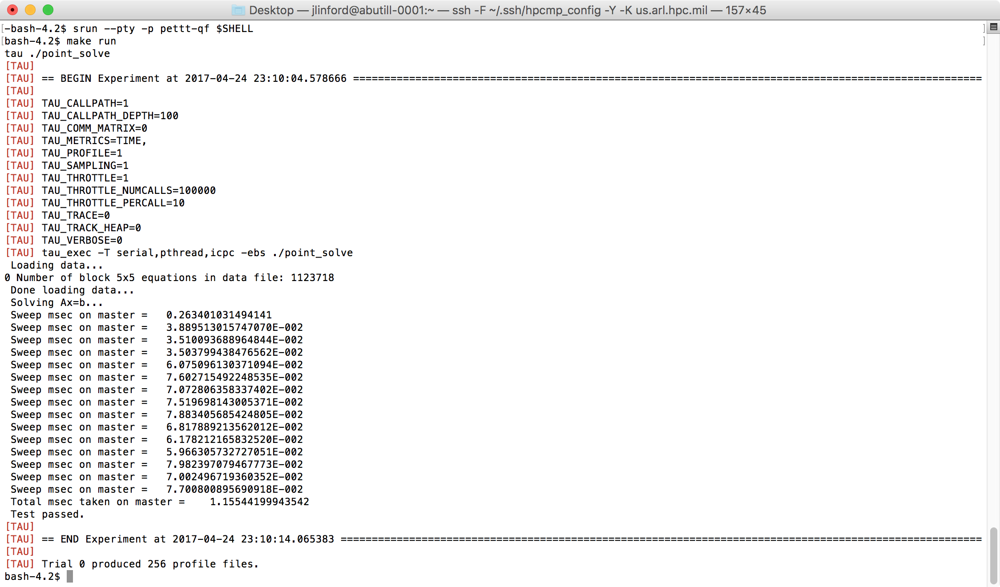 Desktop — jlinford@abutill-0001:~ — ssh -F ~/.ssh/hpcmp_config -Y -K us.arl.hpc.mil — 157×45
[-bash-4.2$ srun --pty -p pettt-qf $SHELL ]
[bash-4.2$ make run ]
tau ./point_solve
[TAU]
[TAU] == BEGIN Experiment at 2017-04-24 23:10:04.578666 =====================================================================================================
[TAU]
[TAU] TAU_CALLPATH=1
[TAU] TAU_CALLPATH_DEPTH=100
[TAU] TAU_COMM_MATRIX=0
[TAU] TAU_METRICS=TIME,
[TAU] TAU_PROFILE=1
[TAU] TAU_SAMPLING=1
[TAU] TAU_THROTTLE=1
[TAU] TAU_THROTTLE_NUMCALLS=100000
[TAU] TAU_THROTTLE_PERCALL=10
[TAU] TAU_TRACE=0
[TAU] TAU_TRACK_HEAP=0
[TAU] TAU_VERBOSE=0
[TAU] tau_exec -T serial,pthread,icpc -ebs ./point_solve
Loading data...
0 Number of block 5x5 equations in data file: 1123718
Done loading data...
Solving Ax=b...
Sweep msec on master =   0.263401031494141
Sweep msec on master =   3.889513015747070E-002
Sweep msec on master =   3.510093688964844E-002
Sweep msec on master =   3.503799438476562E-002
Sweep msec on master =   6.075096130371094E-002
Sweep msec on master =   7.602715492248535E-002
Sweep msec on master =   7.072806358337402E-002
Sweep msec on master =   7.519698143005371E-002
Sweep msec on master =   7.883405685424805E-002
Sweep msec on master =   6.817889213562012E-002
Sweep msec on master =   6.178212165832520E-002
Sweep msec on master =   5.966305732727051E-002
Sweep msec on master =   7.982397079467773E-002
Sweep msec on master =   7.002496719360352E-002
Sweep msec on master =   7.700800895690918E-002
Total msec taken on master =    1.15544199943542
Test passed.
[TAU]
[TAU] == END Experiment at 2017-04-24 23:10:14.065383 =======================================================================================================
[TAU]
[TAU] Trial 0 produced 256 profile files.
bash-4.2$